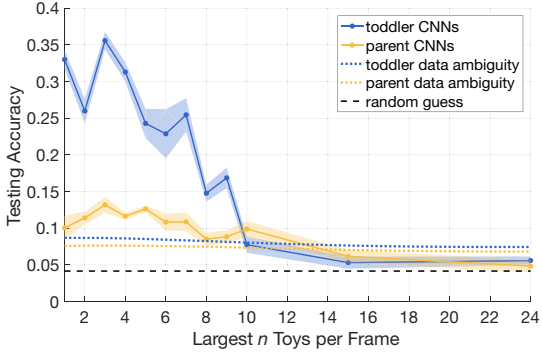 0.4
0.35
0.3
0.25
0.2
0.15
0.1
0.05
0
Testing Accuracy
toddler CNNs
parent CNNs
toddler data ambiguity
parent data ambiguity
random guess
2 4 6 8 10 12 14 16 18 20 22 24
Largest n Toys per Frame